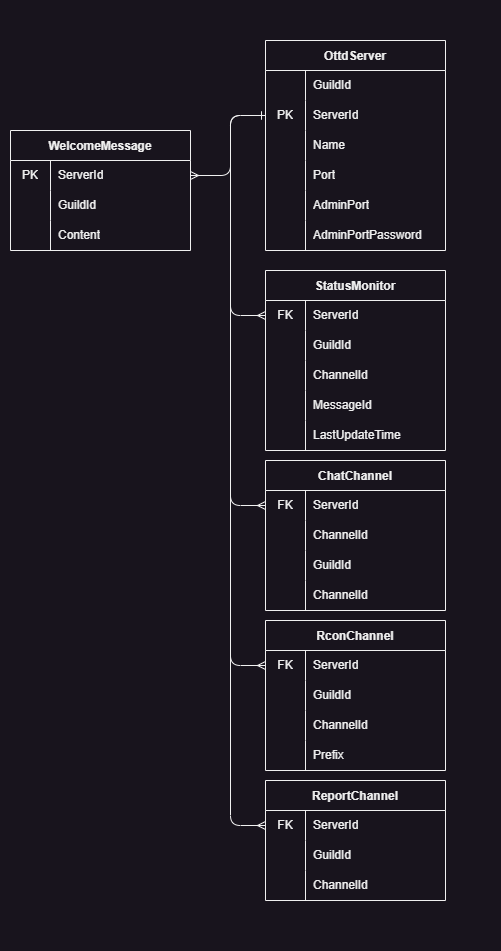 OttdServer
GuildId
PK ServerId
Name
Port
AdminPort
AdminPortPassword
WelcomeMessage
PK ServerId
GuildId
Content
StatusMonitor
FK ServerId
GuildId
ChannelId
MessageId
LastUpdateTime
ChatChannel
FK ServerId
ChannelId
GuildId
ChannelId
RconChannel
FK ServerId
GuildId
ChannelId
Prefix
ReportChannel
FK ServerId
GuildId
ChannelId